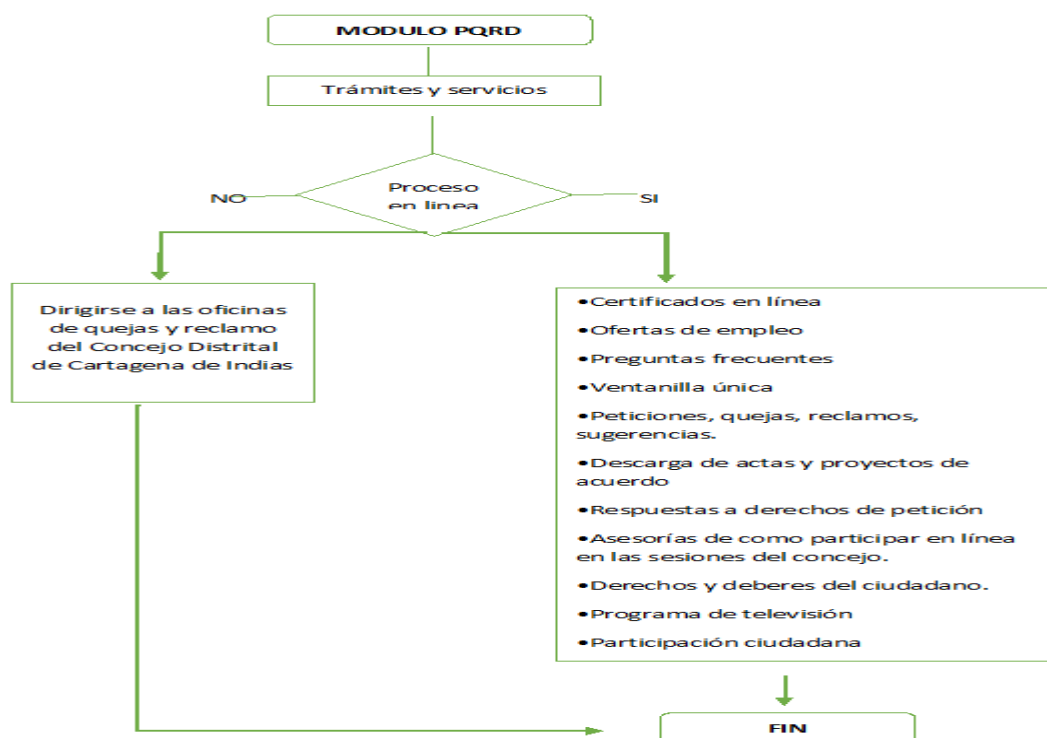 MODULO PQRD
Trámites y servicios
Proceso
en linea
NO
SI
Dirigirse a las oficinas
de quejas y reclamo
del Concejo Distrital
de Cartagena de Indias
•Certificados en línea
•Ofertas de empleo
•Preguntas frecuentes
•Ventanilla única
•Peticiones, quejas, reclamos,
sugerencias.
•Descarga de actas y proyectos de
acuerdo
•Respuestas a derechos de petición
•Asesorías de como participar en línea
en las sesiones del concejo.
•Derechos y deberes del ciudadano.
•Programa de televisión
•Participación ciudadana
FIN